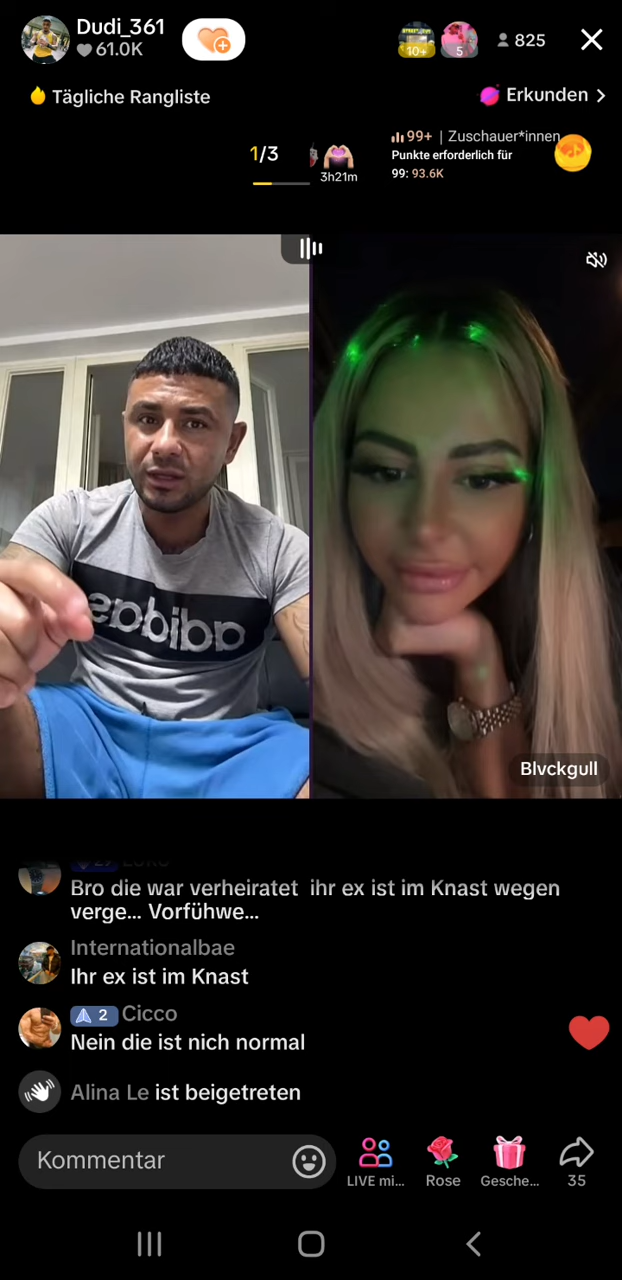 Dudi_361
61.0K
10+
5
825
Tägliche Rangliste
Erkunden
1/3
3h21m
99+ | Zuschauer*innen
Punkte erforderlich für
99: 93.6K
adidas
Blvckgull
Bro die war verheiratet ihr ex ist im Knast wegen
verge... Vorführwe...
Internationalbae
Ihr ex ist im Knast
2 Cicco
Nein die ist nich normal
Alina Le ist beigetreten
Kommentar
LIVE mi...
Rose
Gesche...
35